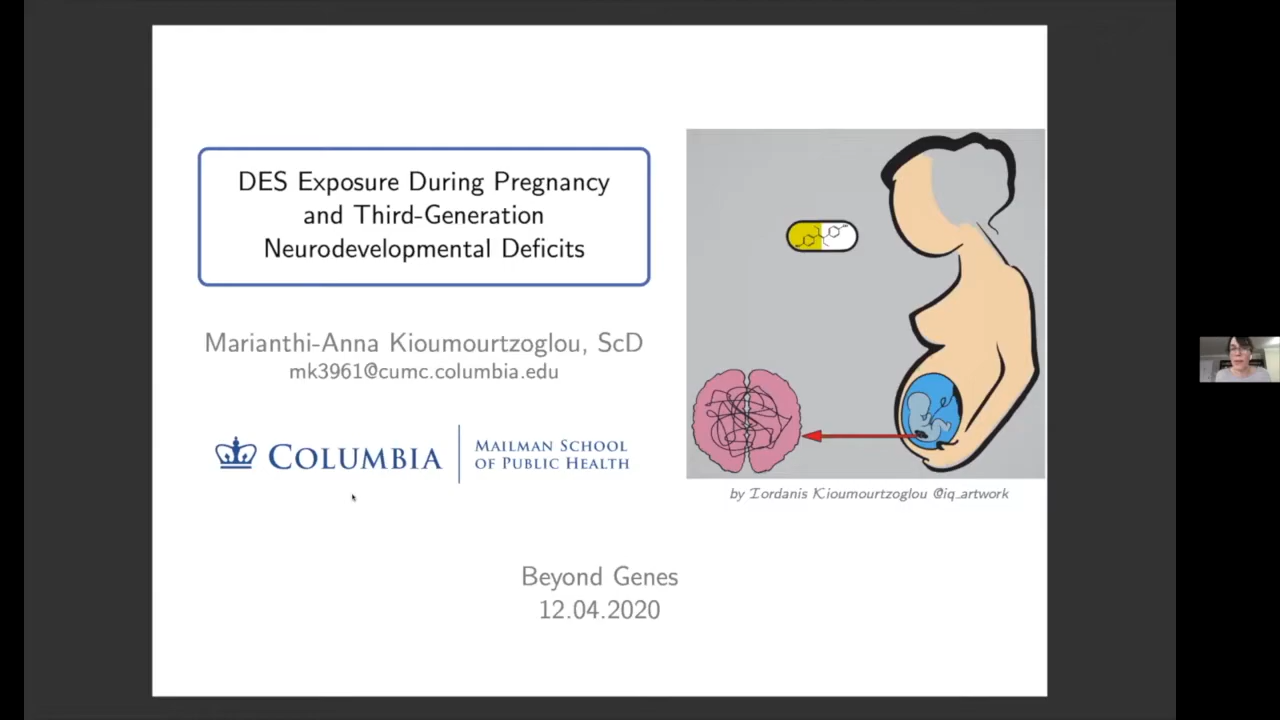 DES Exposure During Pregnancy
and Third-Generation
Neurodevelopmental Deficits
Marianthi-Anna Kioumourtzoglou, ScD
mk3961@cumc.columbia.edu
COLUMBIA
MAILMAN SCHOOL
OF PUBLIC HEALTH
by Iordanis Kioumourtzoglou @iq_artwork
Beyond Genes
12.04.2020